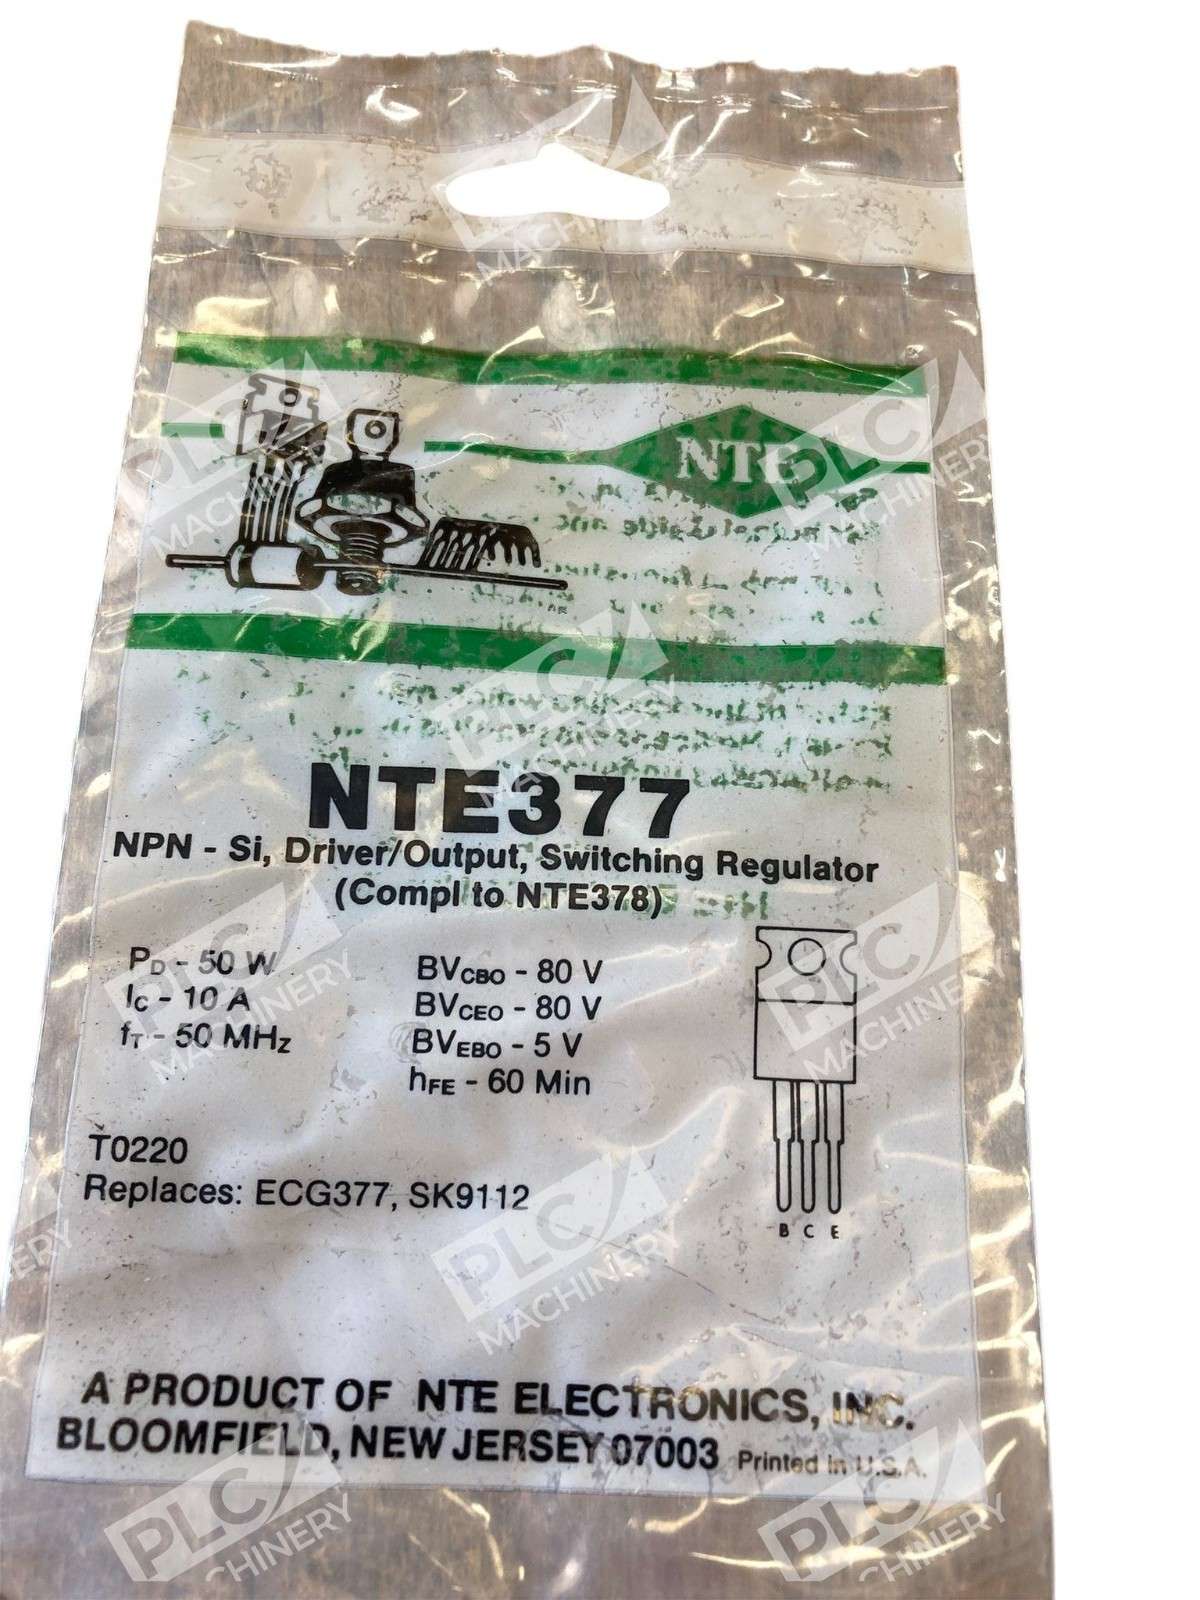 NTE
NTE377
NPN - Si, Driver/Output, Switching Regulator
(Compl to NTE378)
PD - 50 W
IC - 10 A
fT - 50 MHz
BVCBO - 80 V
BVCEO - 80 V
BVEBO - 5 V
hFE - 60 Min
T0220
Replaces: ECG377, SK9112
B C E
A PRODUCT OF NTE ELECTRONICS, INC.
BLOOMFIELD, NEW JERSEY 07003 Printed in U.S.A.
PLC MACHINERY